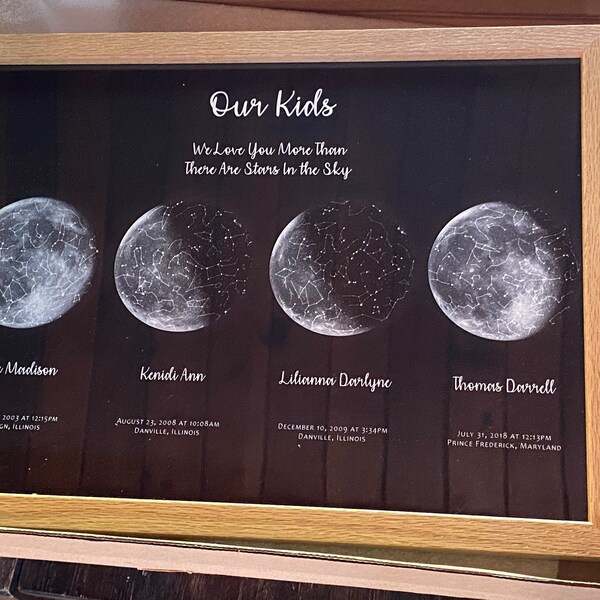 Our Kids
We Love You More Than
There Are Stars In the Sky
Madison
2003 at 12:15pm
Illinois
Kenidi Ann
August 23, 2008 at 10:08am
Danville, Illinois
Lilianna Darlyne
December 10, 2009 at 3:34pm
Danville, Illinois
Thomas Darrell
July 31, 2018 at 12:13pm
Prince Frederick, Maryland